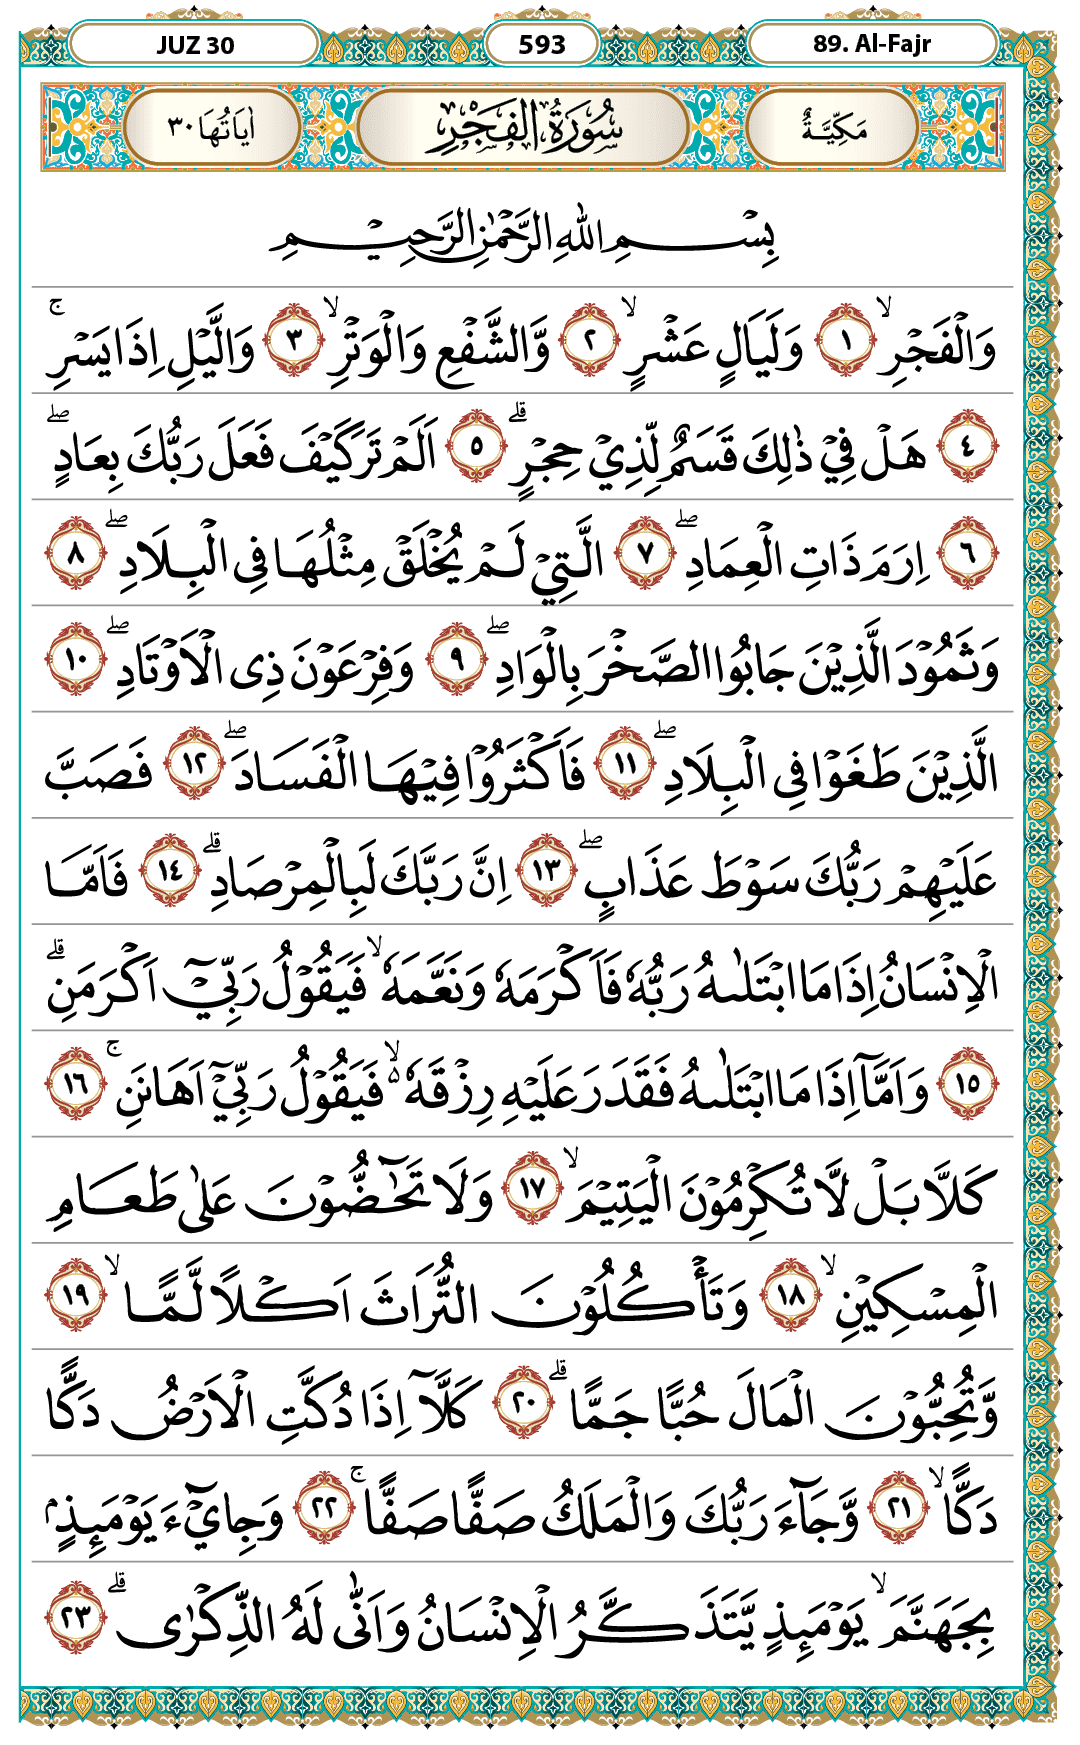 JUZ 30 593 89. Al-Fajr
مَكِّيَّةٌ سُوْرَةُ الْفَجْرِ اٰيَاتُهَا ٣٠
بِسْمِ اللّٰهِ الرَّحْمٰنِ الرَّحِيْمِ
وَالْفَجْرِۙ ١ وَلَيَالٍ عَشْرٍۙ ٢ وَّالشَّفْعِ وَالْوَتْرِۙ ٣ وَالَّيْلِ اِذَا يَسْرِۚ
٤ هَلْ فِيْ ذٰلِكَ قَسَمٌ لِّذِيْ حِجْرٍۗ ٥ اَلَمْ تَرَ كَيْفَ فَعَلَ رَبُّكَ بِعَادٍۖ
٦ اِرَمَ ذَاتِ الْعِمَادِۖ ٧ الَّتِيْ لَمْ يُخْلَقْ مِثْلُهَا فِى الْبِلَادِۖ ٨
وَثَمُوْدَ الَّذِيْنَ جَابُوا الصَّخْرَ بِالْوَادِۖ ٩ وَفِرْعَوْنَ ذِى الْاَوْتَادِۖ ١٠
الَّذِيْنَ طَغَوْا فِى الْبِلَادِۖ ١١ فَاَكْثَرُوْا فِيْهَا الْفَسَادَۖ ١٢ فَصَبَّ
عَلَيْهِمْ رَبُّكَ سَوْطَ عَذَابٍۖ ١٣ اِنَّ رَبَّكَ لَبِالْمِرْصَادِۗ ١٤ فَاَمَّا
الْاِنْسَانُ اِذَا مَا ابْتَلٰىهُ رَبُّهٗ فَاَكْرَمَهٗ وَنَعَّمَهٗۙ فَيَقُوْلُ رَبِّيْٓ اَكْرَمَنِۗ
١٥ وَاَمَّآ اِذَا مَا ابْتَلٰىهُ فَقَدَرَ عَلَيْهِ رِزْقَهٗ ەۙ فَيَقُوْلُ رَبِّيْٓ اَهَانَنِۚ ١٦
كَلَّا بَلْ لَّا تُكْرِمُوْنَ الْيَتِيْمَۙ ١٧ وَلَا تَحٰۤضُّوْنَ عَلٰى طَعَامِ
الْمِسْكِيْنِۙ ١٨ وَتَأْكُلُوْنَ التُّرَاثَ اَكْلًا لَّمًّاۙ ١٩
وَّتُحِبُّوْنَ الْمَالَ حُبًّا جَمًّاۗ ٢٠ كَلَّآ اِذَا دُكَّتِ الْاَرْضُ دَكًّا
دَكًّاۙ ٢١ وَّجَاۤءَ رَبُّكَ وَالْمَلَكُ صَفًّا صَفًّاۚ ٢٢ وَجِايْۤءَ يَوْمَىِٕذٍۢ
بِجَهَنَّمَۙ يَوْمَىِٕذٍ يَّتَذَكَّرُ الْاِنْسَانُ وَاَنّٰى لَهُ الذِّكْرٰىۗ ٢٣